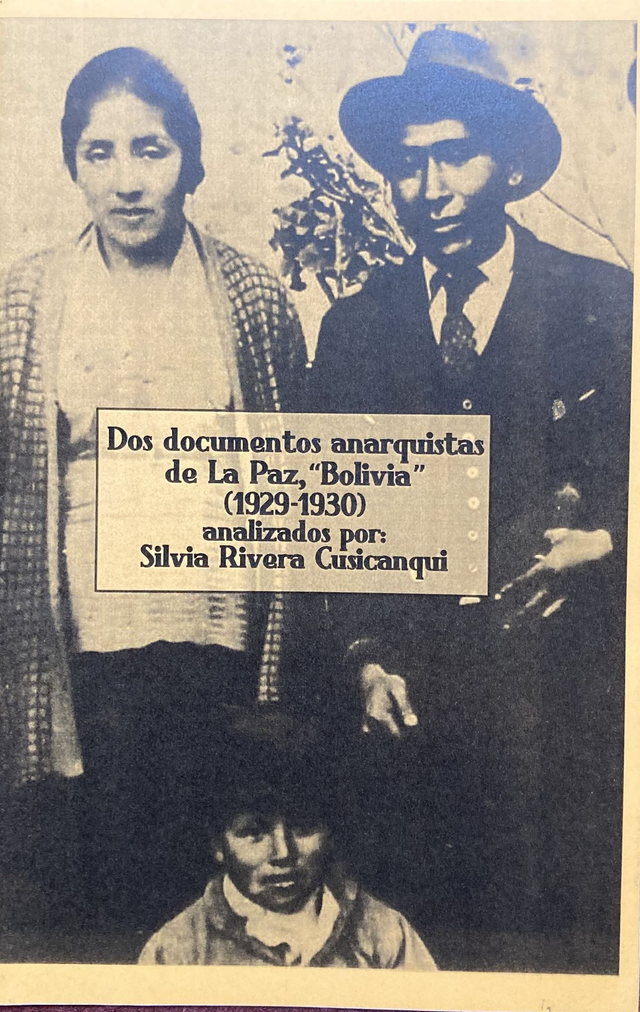 Dos documentos anarquistas
de La Paz, “Bolivia”
(1929-1930)
analizados por:
Silvia Rivera Cusicanqui